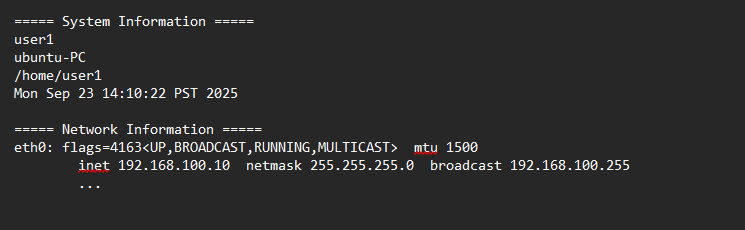 ===== System Information =====
user1
ubuntu-PC
/home/user1
Mon Sep 23 14:10:22 PST 2025
===== Network Information =====
eth0: flags=4163<UP,BROADCAST,RUNNING,MULTICAST>  mtu 1500
        inet 192.168.100.10  netmask 255.255.255.0  broadcast 192.168.100.255
        ...